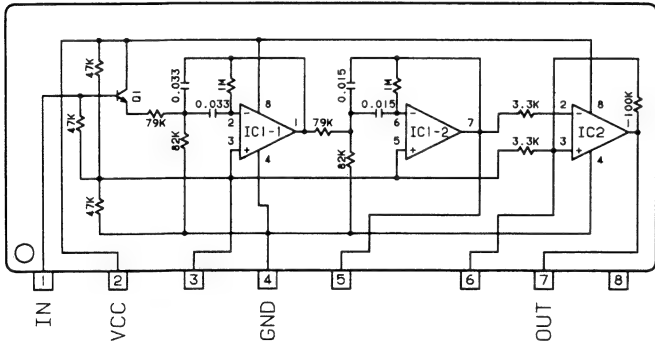 47K
Q1
0.033
1M
0.015
1M
8
8
100K
47K
79K
0.033
2
IC1-1
1
3
4
82K
79K
0.015
6
IC1-2
7
5
82K
3.3K
2
IC2
3.3K
3
4
47K
1
2
3
4
5
6
7
8
IN
VCC
GND
OUT